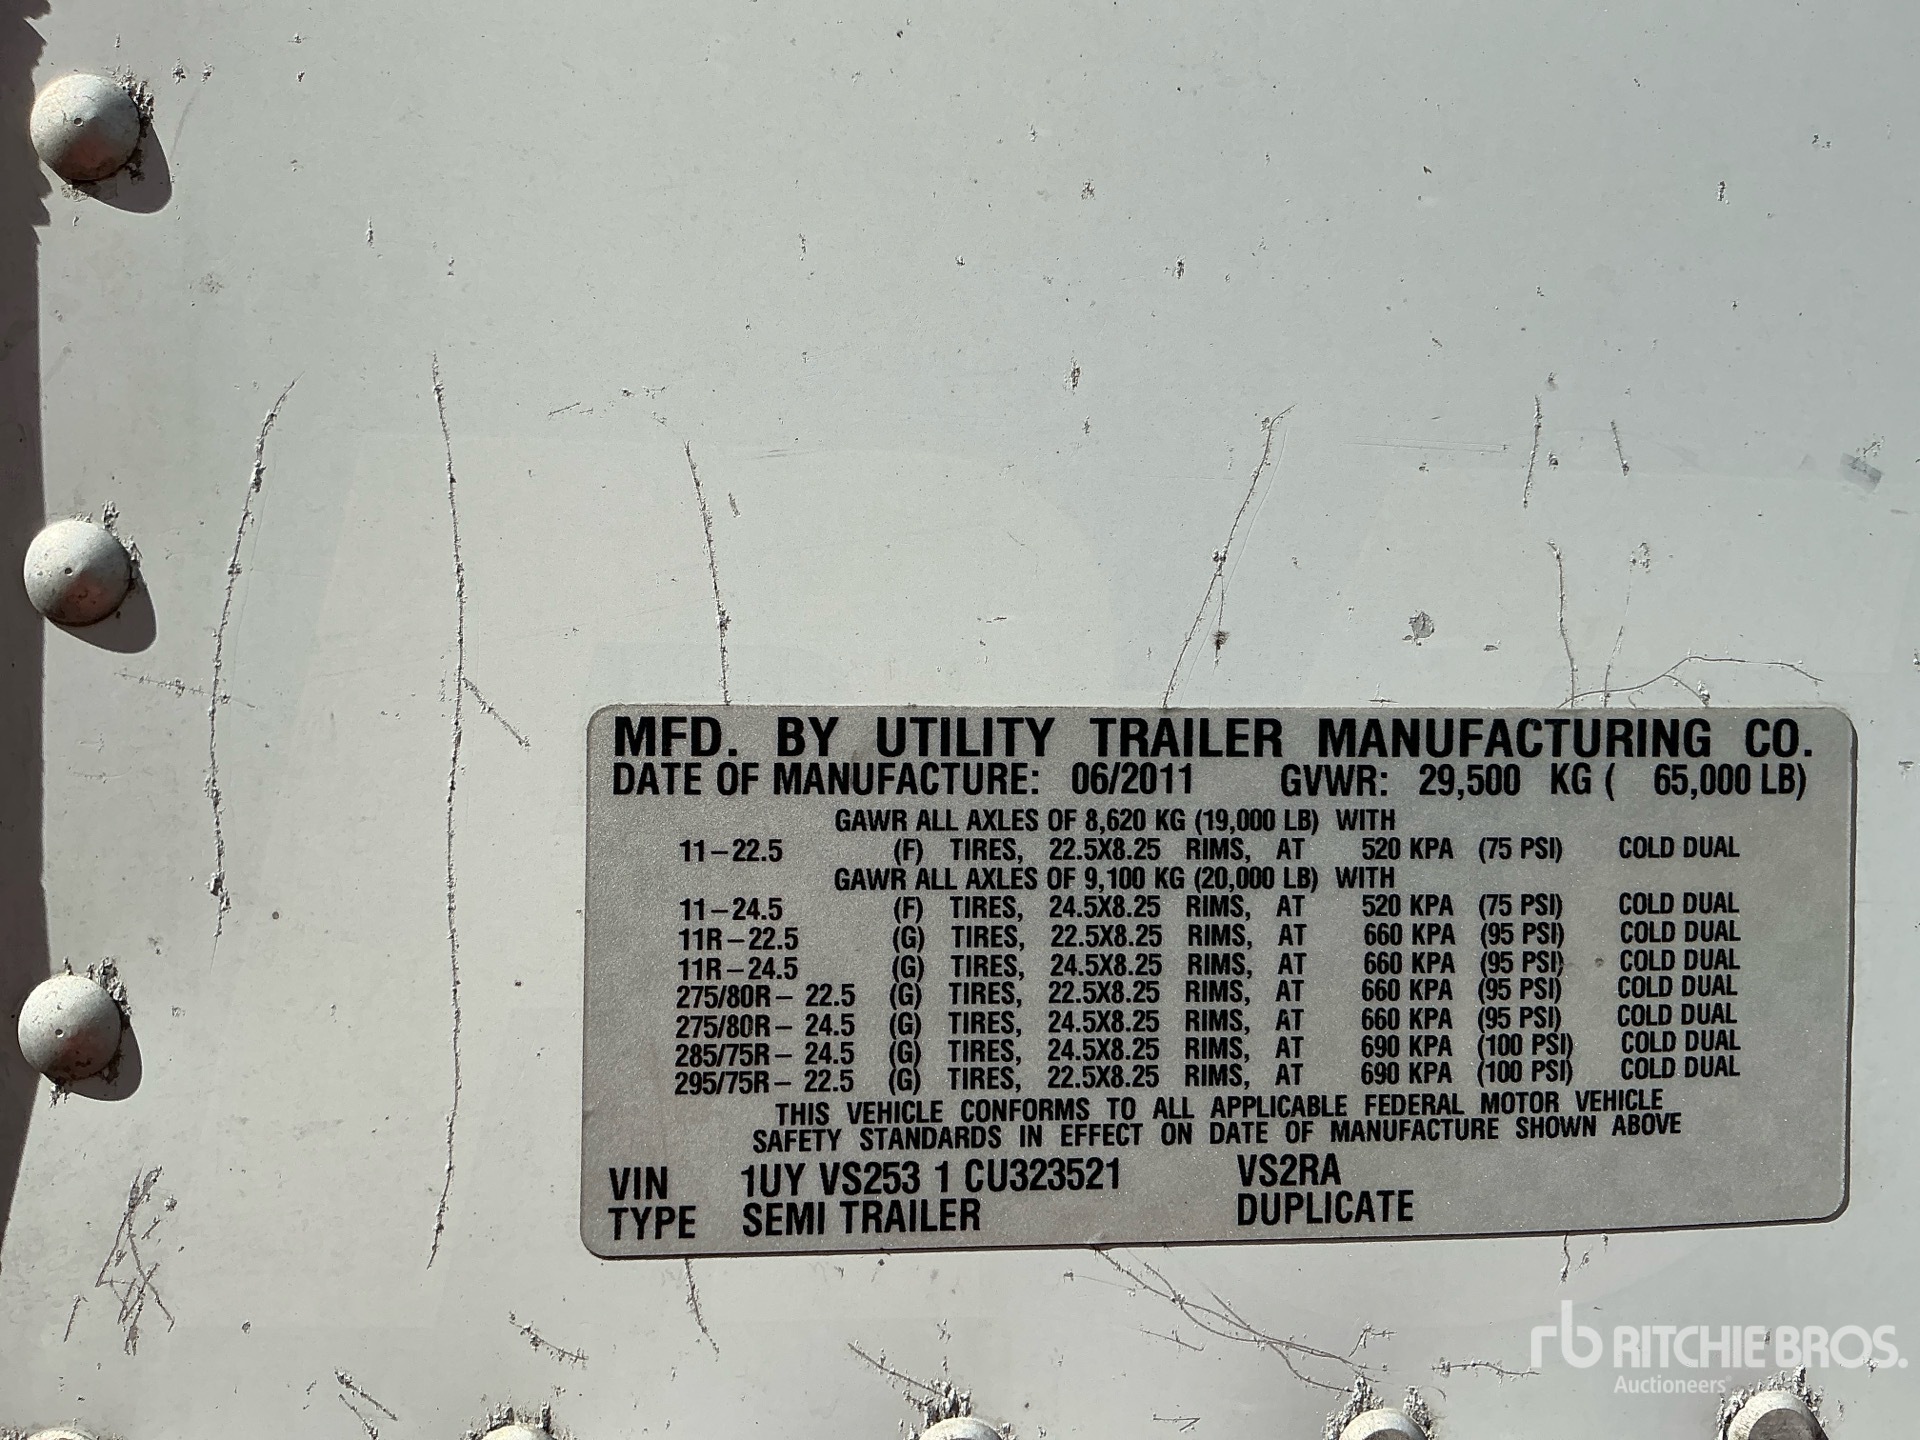 MFD. BY UTILITY TRAILER MANUFACTURING CO.
DATE OF MANUFACTURE: 06/2011 GVWR: 29,500 KG ( 65,000 LB)
GAWR ALL AXLES OF 8,620 KG (19,000 LB) WITH
11-22.5 (F) TIRES, 22.5X8.25 RIMS, AT 520 KPA (75 PSI) COLD DUAL
GAWR ALL AXLES OF 9,100 KG (20,000 LB) WITH
11-24.5 (F) TIRES, 24.5X8.25 RIMS, AT 520 KPA (75 PSI) COLD DUAL
11R-22.5 (G) TIRES, 22.5X8.25 RIMS, AT 660 KPA (95 PSI) COLD DUAL
11R-24.5 (G) TIRES, 24.5X8.25 RIMS, AT 660 KPA (95 PSI) COLD DUAL
275/80R- 22.5 (G) TIRES, 22.5X8.25 RIMS, AT 660 KPA (95 PSI) COLD DUAL
275/80R- 24.5 (G) TIRES, 24.5X8.25 RIMS, AT 660 KPA (95 PSI) COLD DUAL
285/75R- 24.5 (G) TIRES, 24.5X8.25 RIMS, AT 690 KPA (100 PSI) COLD DUAL
295/75R- 22.5 (G) TIRES, 22.5X8.25 RIMS, AT 690 KPA (100 PSI) COLD DUAL
THIS VEHICLE CONFORMS TO ALL APPLICABLE FEDERAL MOTOR VEHICLE
SAFETY STANDARDS IN EFFECT ON DATE OF MANUFACTURE SHOWN ABOVE
VIN 1UY VS253 1 CU323521 VS2RA
TYPE SEMI TRAILER DUPLICATE
rb RITCHIE BROS.
Auctioneers